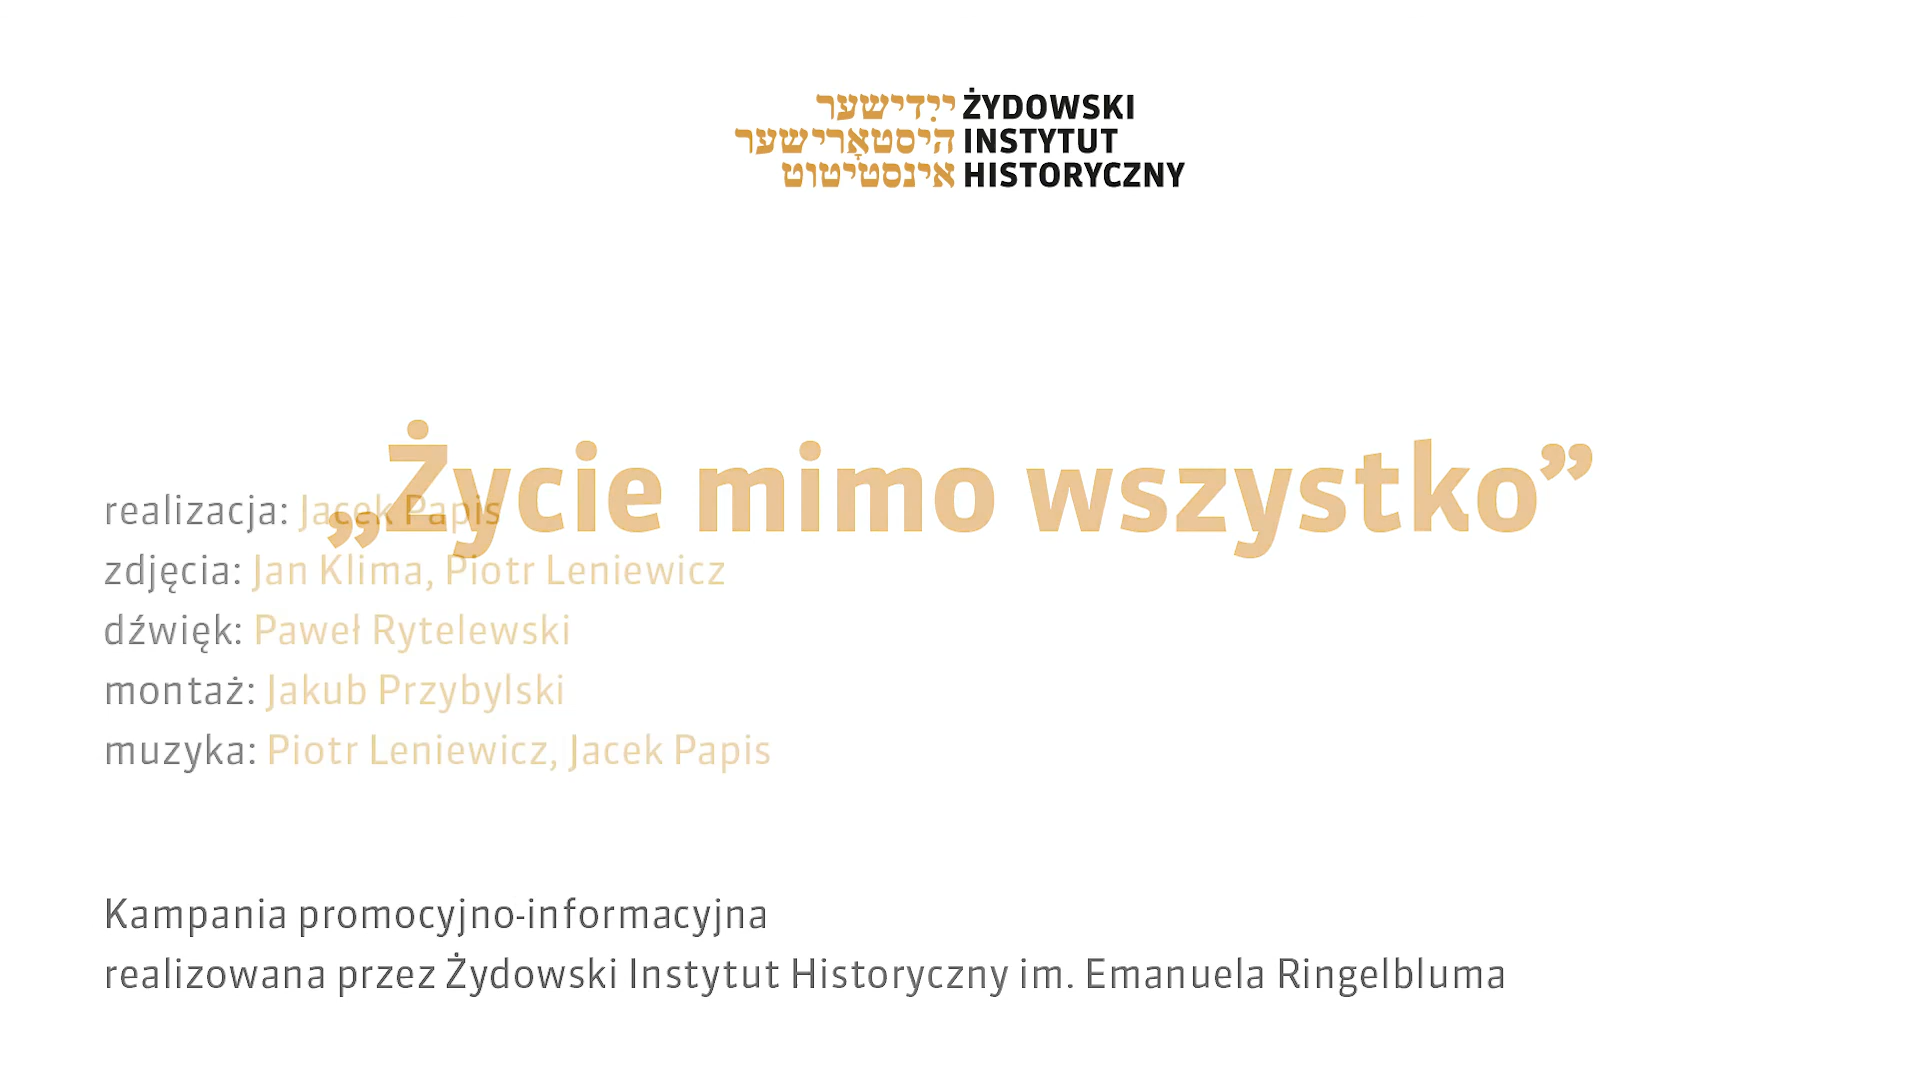 ייִדישער ŻYDOWSKI
היסטאָרישער INSTYTUT
אינסטיטוט HISTORYCZNY
„Życie mimo wszystko”
realizacja: Jacek Papis
zdjęcia: Jan Klima, Piotr Leniewicz
dźwięk: Paweł Rytelewski
montaż: Jakub Przybylski
muzyka: Piotr Leniewicz, Jacek Papis
Kampania promocyjno-informacyjna
realizowana przez Żydowski Instytut Historyczny im. Emanuela Ringelbluma